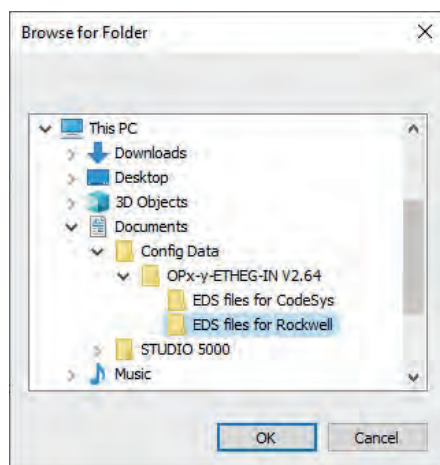 Browse for Folder
This PC
Downloads
Desktop
3D Objects
Documents
Config Data
OPx-y-ETHEG-IN V2.64
EDS files for CodeSys
EDS files for Rockwell
STUDIO 5000
Music
OK
Cancel